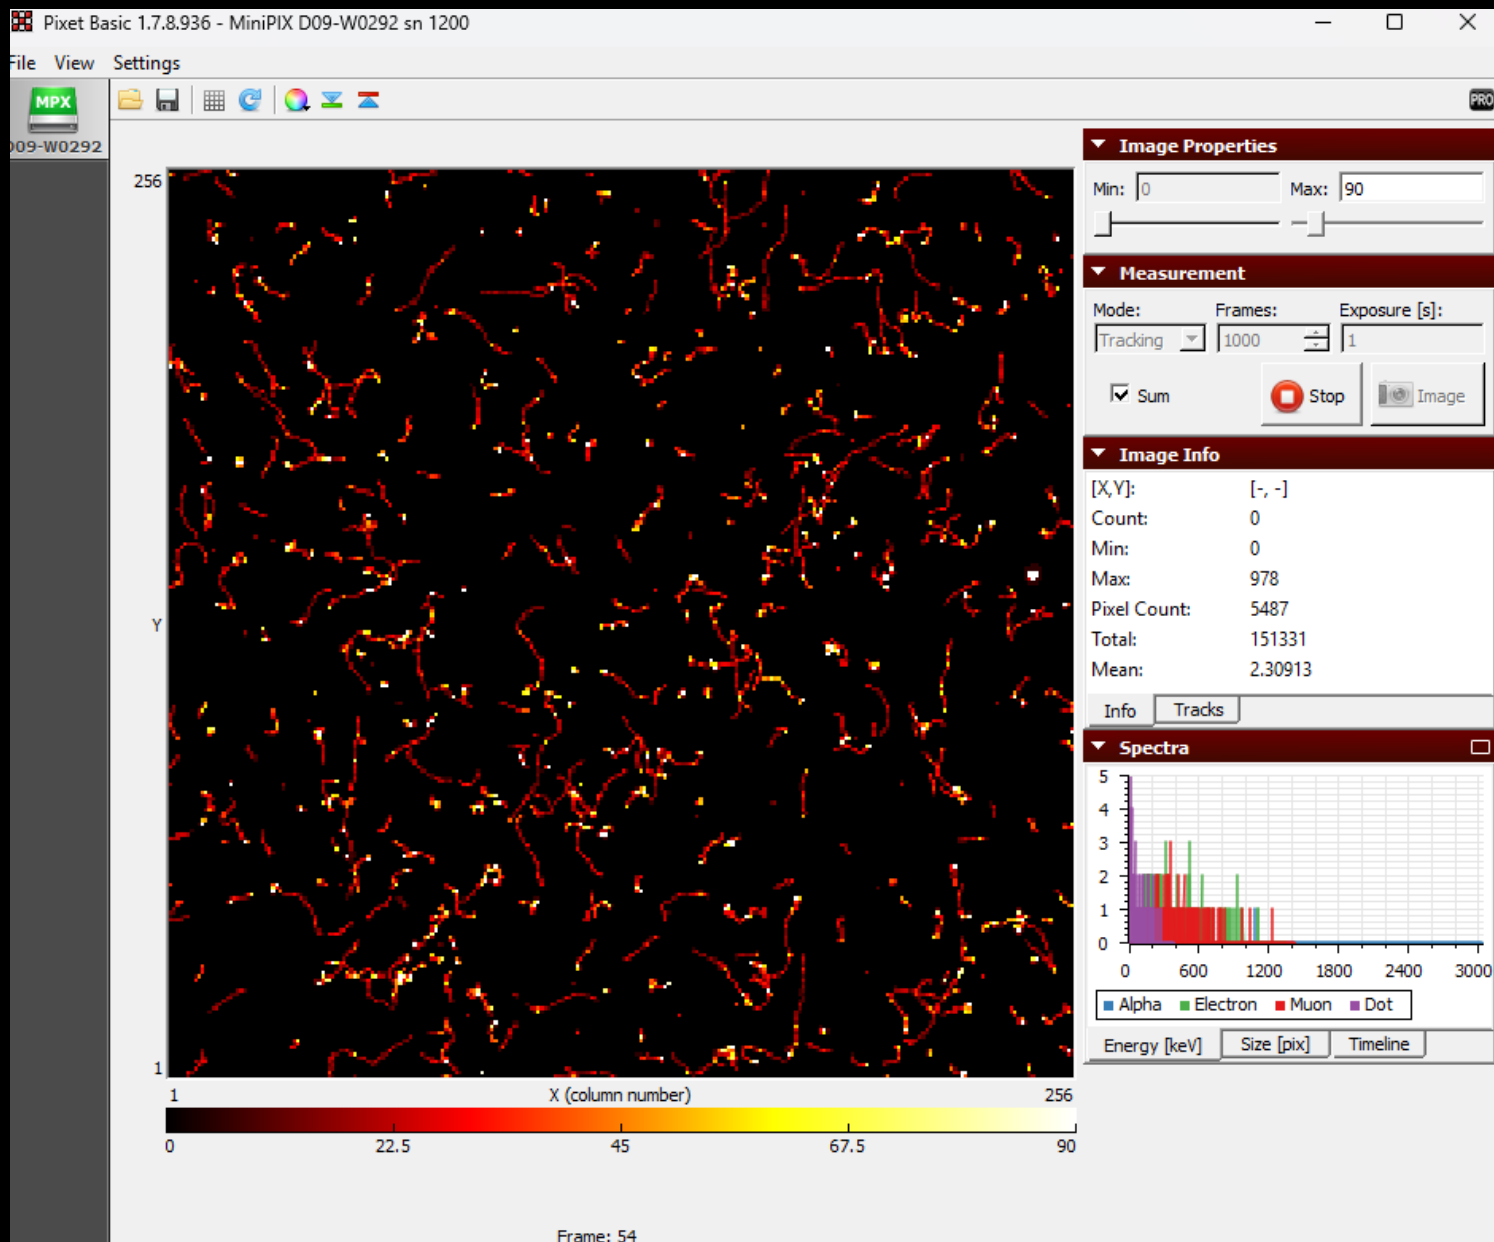 Pixet Basic 1.7.8.936 - MiniPIX D09-W0292 sn 1200
File View Settings
MPX
D09-W0292
PRO
256
Y
1
1 X (column number) 256
0 22.5 45 67.5 90
Frame: 54
Image Properties
Min: 0 Max: 90
Measurement
Mode: Frames: Exposure [s]:
Tracking 1000 1
Sum Stop Image
Image Info
[X,Y]: [-, -]
Count: 0
Min: 0
Max: 978
Pixel Count: 5487
Total: 151331
Mean: 2.30913
Info Tracks
Spectra
5
4
3
2
1
0
0 600 1200 1800 2400 3000
Alpha Electron Muon Dot
Energy [keV] Size [pix] Timeline